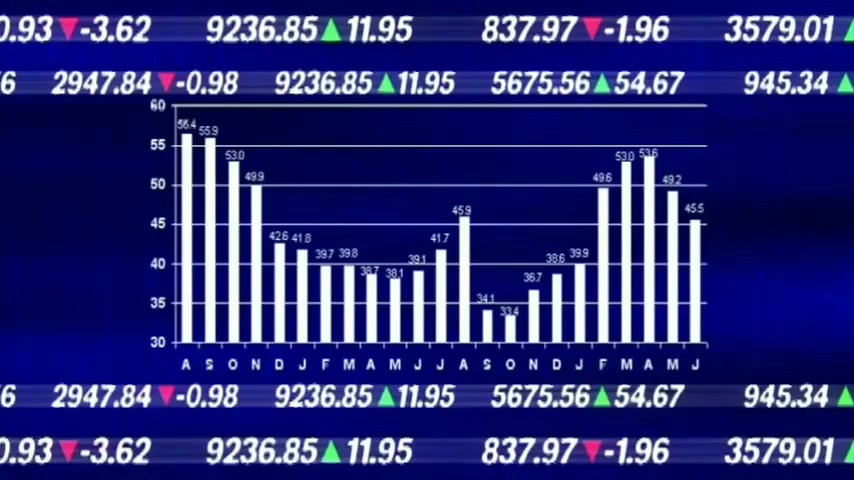 0.93 ▼-3.62 9236.85▲11.95 837.97▼-1.96 3579.01▲
6 2947.84▼-0.98 9236.85▲11.95 5675.56▲54.67 945.34▲
60
55
50
45
40
35
30
56.4 55.9 53.0 49.9 42.6 41.8 39.7 39.8 38.7 38.1 39.1 41.7 45.9 34.1 33.4 36.7 38.6 39.9 49.6 53.0 53.6 49.2 45.5
A S O N D J F M A M J J A S O N D J F M A M J
6 2947.84▼-0.98 9236.85▲11.95 5675.56▲54.67 945.34▲
0.93▼-3.62 9236.85▲11.95 837.97▼-1.96 3579.01▲